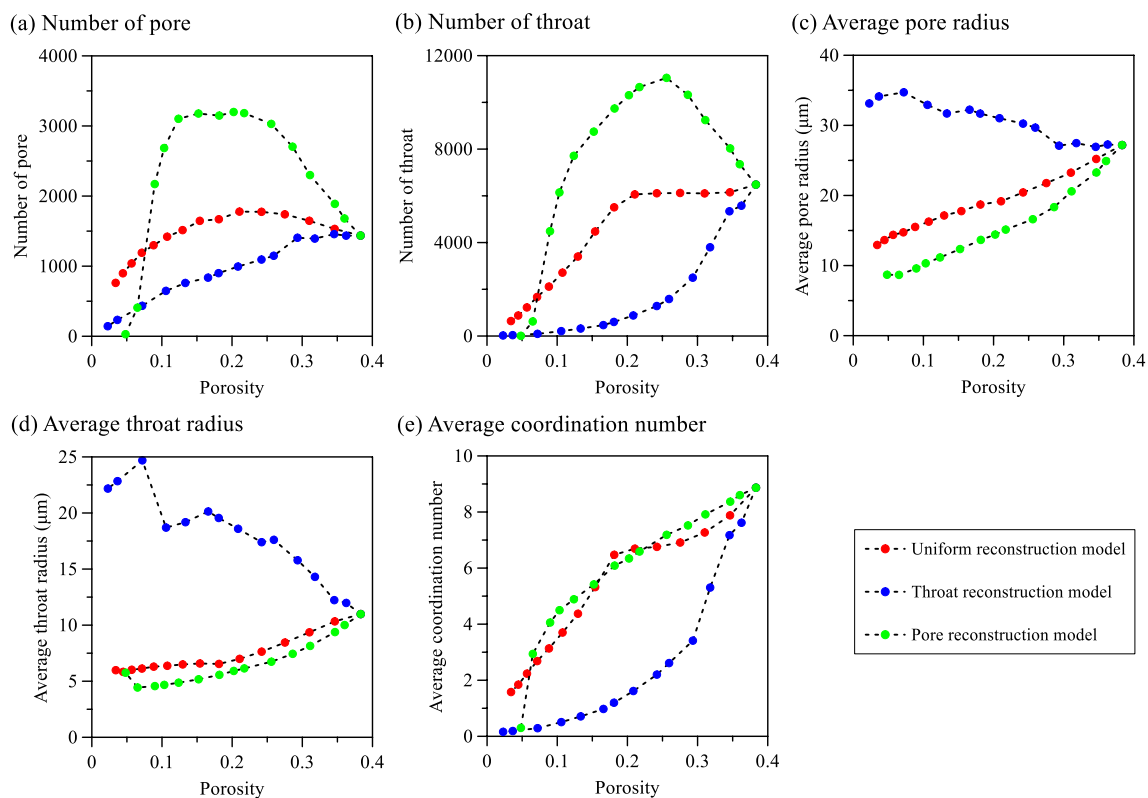 (a) Number of pore
Number of pore
4000
3000
2000
1000
0
0
0.1
0.2
0.3
0.4
Porosity
(b) Number of throat
Number of throat
12000
8000
4000
0
0
0.1
0.2
0.3
0.4
Porosity
(c) Average pore radius
Average pore radius (μm)
40
30
20
10
0
0
0.1
0.2
0.3
0.4
Porosity
(d) Average throat radius
Average throat radius (μm)
25
20
15
10
5
0
0
0.1
0.2
0.3
0.4
Porosity
(e) Average coordination number
Average coordination number
10
8
6
4
2
0
0
0.1
0.2
0.3
0.4
Porosity
Uniform reconstruction model
Throat reconstruction model
Pore reconstruction model